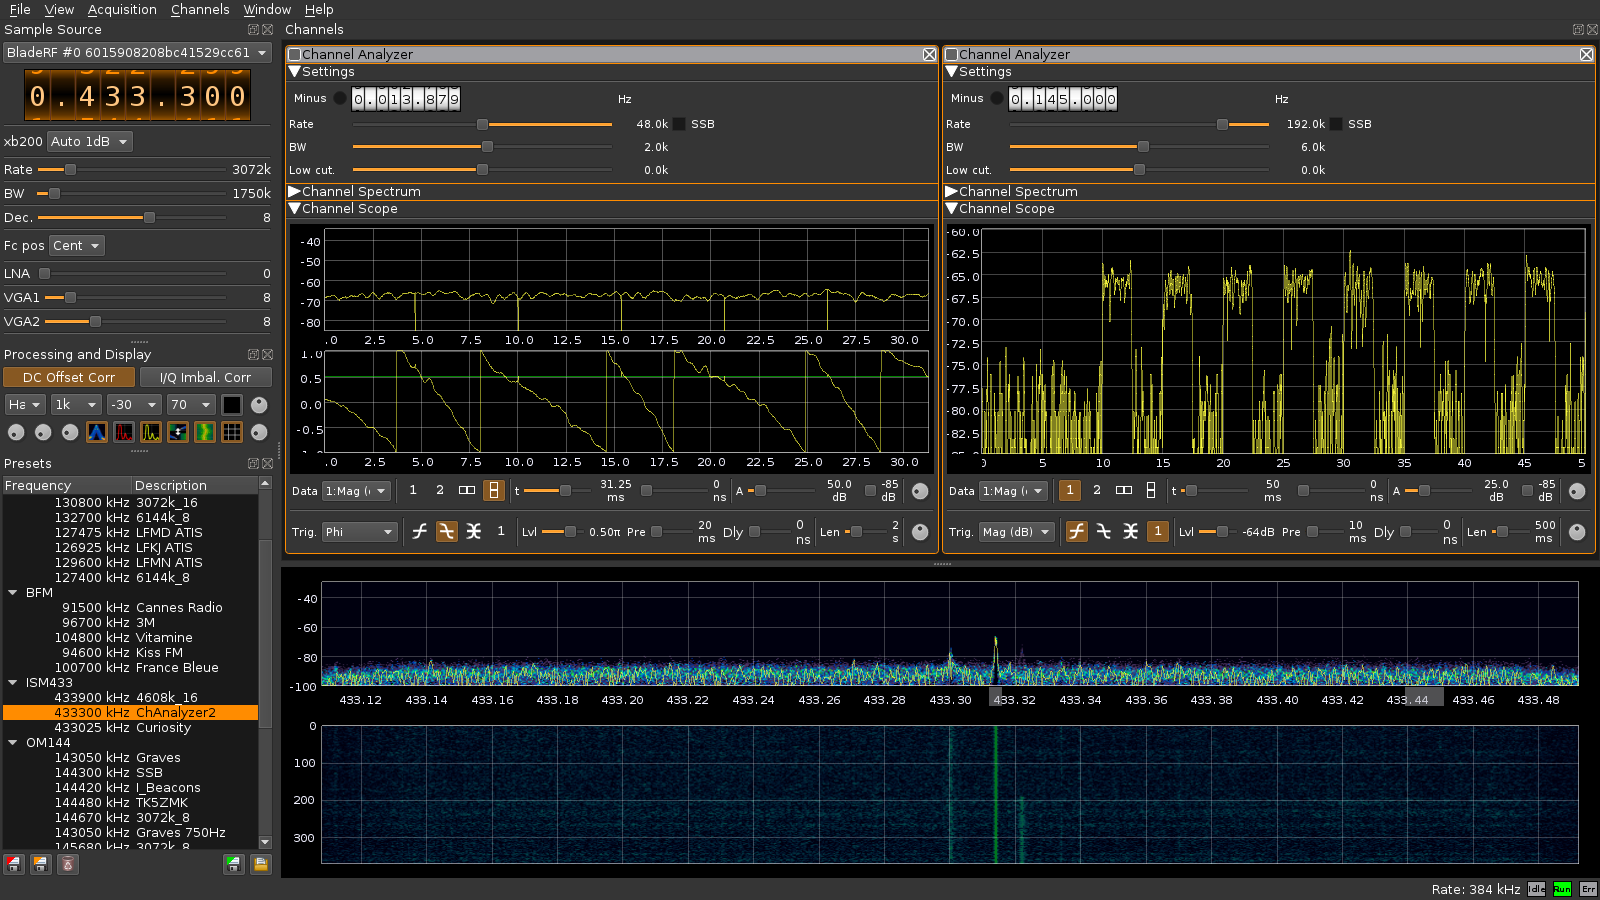 File View Acquisition Channels Window Help
Sample Source
BladeRF #0 6015908208bc41529cc61
0.433.300
xb200 Auto 1dB
Rate 3072k
BW 1750k
Dec. 8
Fc pos Cent
LNA 0
VGA1 8
VGA2 8
Processing and Display
DC Offset Corr I/Q Imbal. Corr
Ha 1k -30 70
Presets
Frequency Description
130800 kHz 3072k_16
132700 kHz 6144k_8
127475 kHz LFMD ATIS
126925 kHz LFKJ ATIS
129600 kHz LFMN ATIS
127400 kHz 6144k_8
BFM
91500 kHz Cannes Radio
96700 kHz 3M
104800 kHz Vitamine
94600 kHz Kiss FM
100700 kHz France Bleue
ISM433
433900 kHz 4608k_16
433300 kHz ChAnalyzer2
433025 kHz Curiosity
OM144
143050 kHz Graves
144300 kHz SSB
144420 kHz I_Beacons
144480 kHz TK5ZMK
144670 kHz 3072k_8
143050 kHz Graves 750Hz
145680 kHz 3072k_8
Channels
Channel Analyzer
Settings
Minus 0.013.879 Hz
Rate 48.0k SSB
BW 2.0k
Low cut. 0.0k
Channel Spectrum
Channel Scope
-40
-50
-60
-70
-80
.0 2.5 5.0 7.5 10.0 12.5 15.0 17.5 20.0 22.5 25.0 27.5 30.0
1.0
0.5
0.0
-0.5
.0 2.5 5.0 7.5 10.0 12.5 15.0 17.5 20.0 22.5 25.0 27.5 30.0
Data 1:Mag ( 1 2 t 31.25 ms 0 ns A 50.0 dB -85 dB
Trig. Phi 1 Lvl 0.50π Pre 20 ms Dly 0 ns Len 2 s
Channel Analyzer
Settings
Minus 0.145.000 Hz
Rate 192.0k SSB
BW 6.0k
Low cut. 0.0k
Channel Spectrum
Channel Scope
-60.0
-62.5
-65.0
-67.5
-70.0
-72.5
-75.0
-77.5
-80.0
-82.5
-85.0
5 10 15 20 25 30 35 40 45 5
Data 1:Mag ( 1 2 t 50 ms 0 ns A 25.0 dB -85 dB
Trig. Mag (dB) 1 Lvl -64dB Pre 10 ms Dly 0 ns Len 500 ms
-40
-60
-80
-100
433.12 433.14 433.16 433.18 433.20 433.22 433.24 433.26 433.28 433.30 433.32 433.34 433.36 433.38 433.40 433.42 433.44 433.46 433.48
0
100
200
300
Rate: 384 kHz Idle Run Err